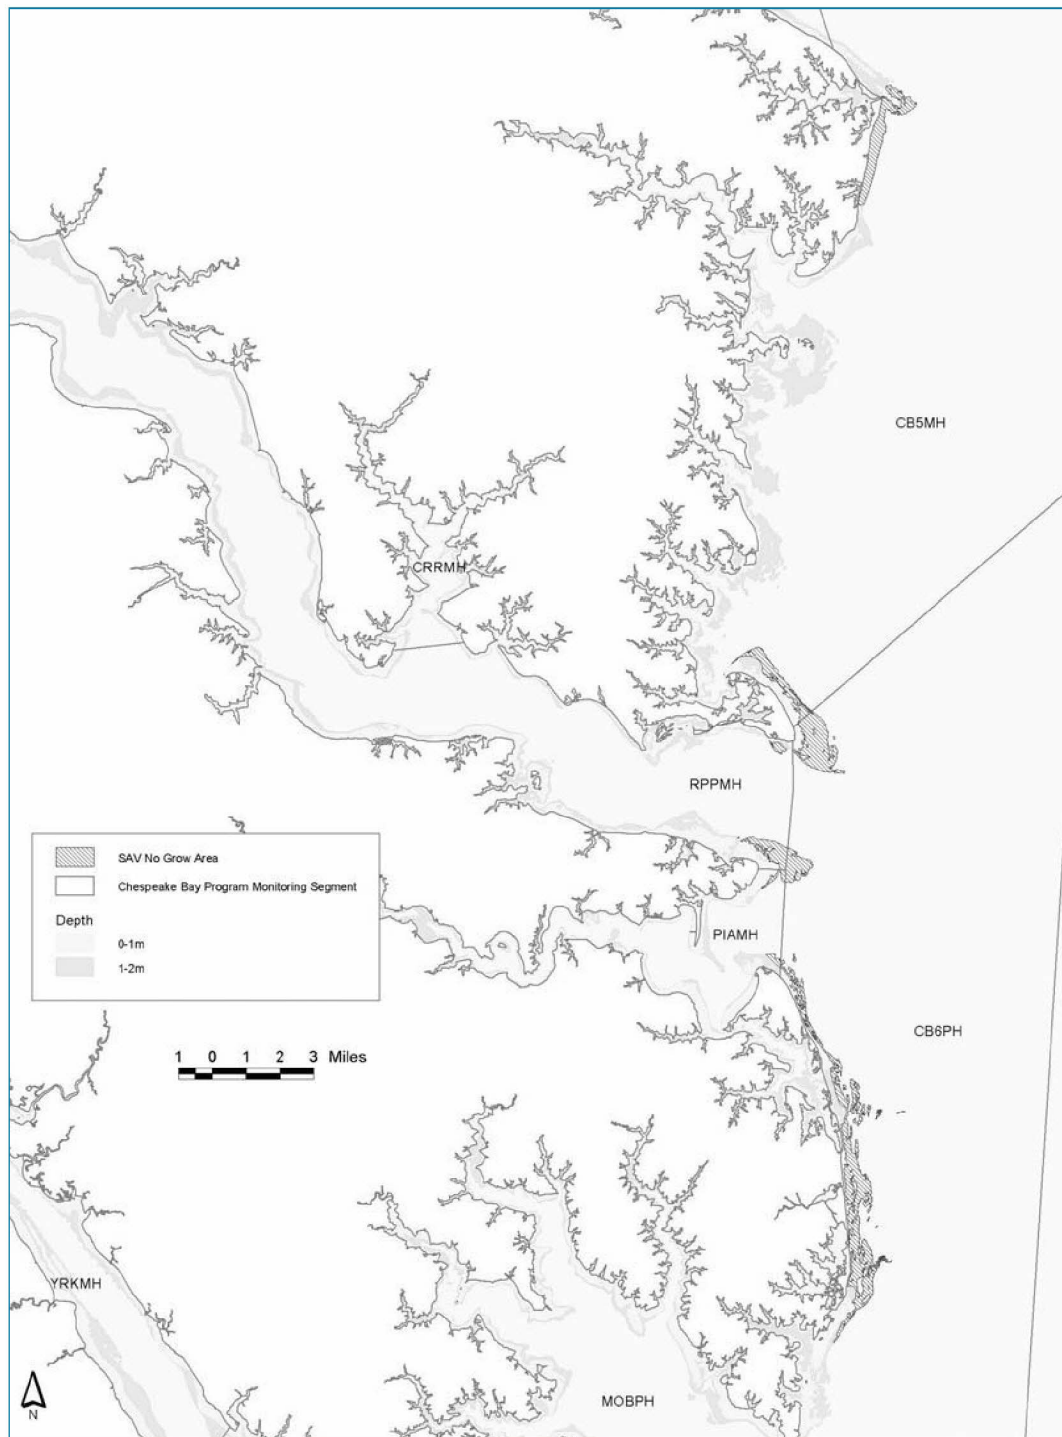 CB5MH
CRRMH
RPPMH
SAV No Grow Area
Chespeake Bay Program Monitoring Segment
Depth
0-1m
1-2m
PIAMH
CB6PH
1 0 1 2 3 Miles
YRKMH
N
MOBPH